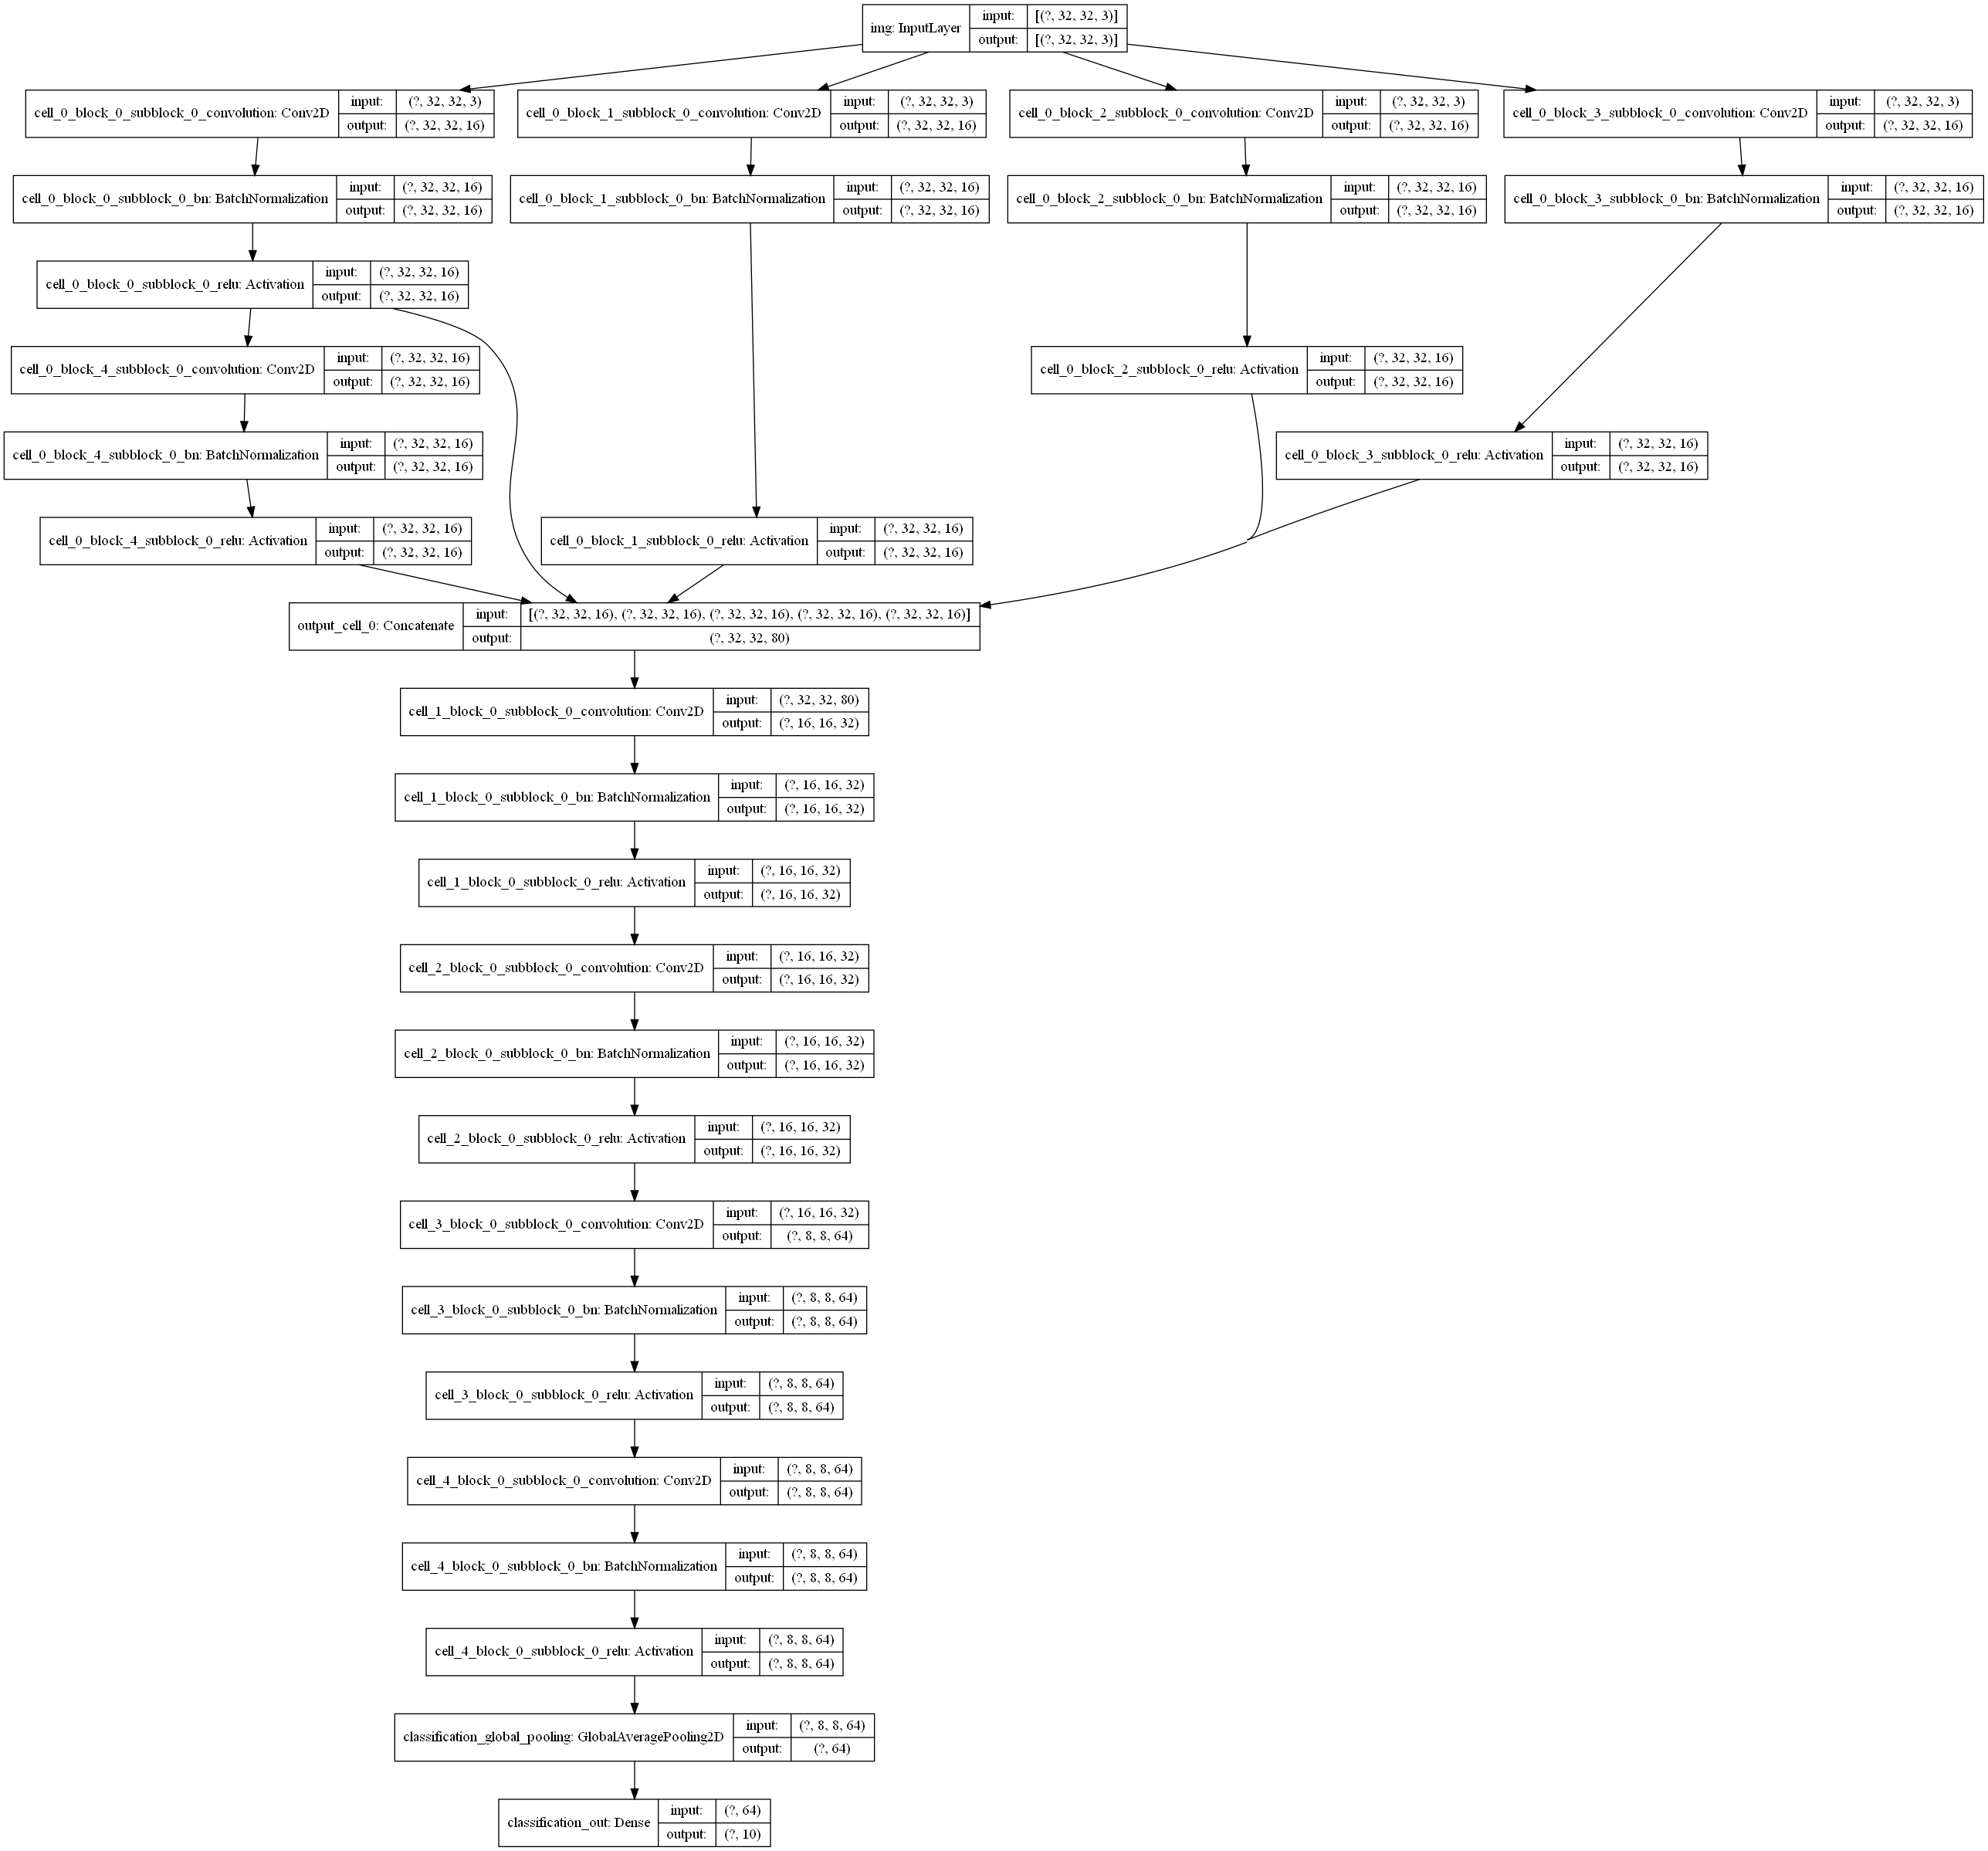 img: InputLayer input: [(?, 32, 32, 3)]
output: [(?, 32, 32, 3)]
cell_0_block_0_subblock_0_convolution: Conv2D input: (?, 32, 32, 3)
output: (?, 32, 32, 16)
cell_0_block_1_subblock_0_convolution: Conv2D input: (?, 32, 32, 3)
output: (?, 32, 32, 16)
cell_0_block_2_subblock_0_convolution: Conv2D input: (?, 32, 32, 3)
output: (?, 32, 32, 16)
cell_0_block_3_subblock_0_convolution: Conv2D input: (?, 32, 32, 3)
output: (?, 32, 32, 16)
cell_0_block_0_subblock_0_bn: BatchNormalization input: (?, 32, 32, 16)
output: (?, 32, 32, 16)
cell_0_block_1_subblock_0_bn: BatchNormalization input: (?, 32, 32, 16)
output: (?, 32, 32, 16)
cell_0_block_2_subblock_0_bn: BatchNormalization input: (?, 32, 32, 16)
output: (?, 32, 32, 16)
cell_0_block_3_subblock_0_bn: BatchNormalization input: (?, 32, 32, 16)
output: (?, 32, 32, 16)
cell_0_block_0_subblock_0_relu: Activation input: (?, 32, 32, 16)
output: (?, 32, 32, 16)
cell_0_block_4_subblock_0_convolution: Conv2D input: (?, 32, 32, 16)
output: (?, 32, 32, 16)
cell_0_block_2_subblock_0_relu: Activation input: (?, 32, 32, 16)
output: (?, 32, 32, 16)
cell_0_block_4_subblock_0_bn: BatchNormalization input: (?, 32, 32, 16)
output: (?, 32, 32, 16)
cell_0_block_3_subblock_0_relu: Activation input: (?, 32, 32, 16)
output: (?, 32, 32, 16)
cell_0_block_4_subblock_0_relu: Activation input: (?, 32, 32, 16)
output: (?, 32, 32, 16)
cell_0_block_1_subblock_0_relu: Activation input: (?, 32, 32, 16)
output: (?, 32, 32, 16)
output_cell_0: Concatenate input: [(?, 32, 32, 16), (?, 32, 32, 16), (?, 32, 32, 16), (?, 32, 32, 16), (?, 32, 32, 16)]
output: (?, 32, 32, 80)
cell_1_block_0_subblock_0_convolution: Conv2D input: (?, 32, 32, 80)
output: (?, 16, 16, 32)
cell_1_block_0_subblock_0_bn: BatchNormalization input: (?, 16, 16, 32)
output: (?, 16, 16, 32)
cell_1_block_0_subblock_0_relu: Activation input: (?, 16, 16, 32)
output: (?, 16, 16, 32)
cell_2_block_0_subblock_0_convolution: Conv2D input: (?, 16, 16, 32)
output: (?, 16, 16, 32)
cell_2_block_0_subblock_0_bn: BatchNormalization input: (?, 16, 16, 32)
output: (?, 16, 16, 32)
cell_2_block_0_subblock_0_relu: Activation input: (?, 16, 16, 32)
output: (?, 16, 16, 32)
cell_3_block_0_subblock_0_convolution: Conv2D input: (?, 16, 16, 32)
output: (?, 8, 8, 64)
cell_3_block_0_subblock_0_bn: BatchNormalization input: (?, 8, 8, 64)
output: (?, 8, 8, 64)
cell_3_block_0_subblock_0_relu: Activation input: (?, 8, 8, 64)
output: (?, 8, 8, 64)
cell_4_block_0_subblock_0_convolution: Conv2D input: (?, 8, 8, 64)
output: (?, 8, 8, 64)
cell_4_block_0_subblock_0_bn: BatchNormalization input: (?, 8, 8, 64)
output: (?, 8, 8, 64)
cell_4_block_0_subblock_0_relu: Activation input: (?, 8, 8, 64)
output: (?, 8, 8, 64)
classification_global_pooling: GlobalAveragePooling2D input: (?, 8, 8, 64)
output: (?, 64)
classification_out: Dense input: (?, 64)
output: (?, 10)